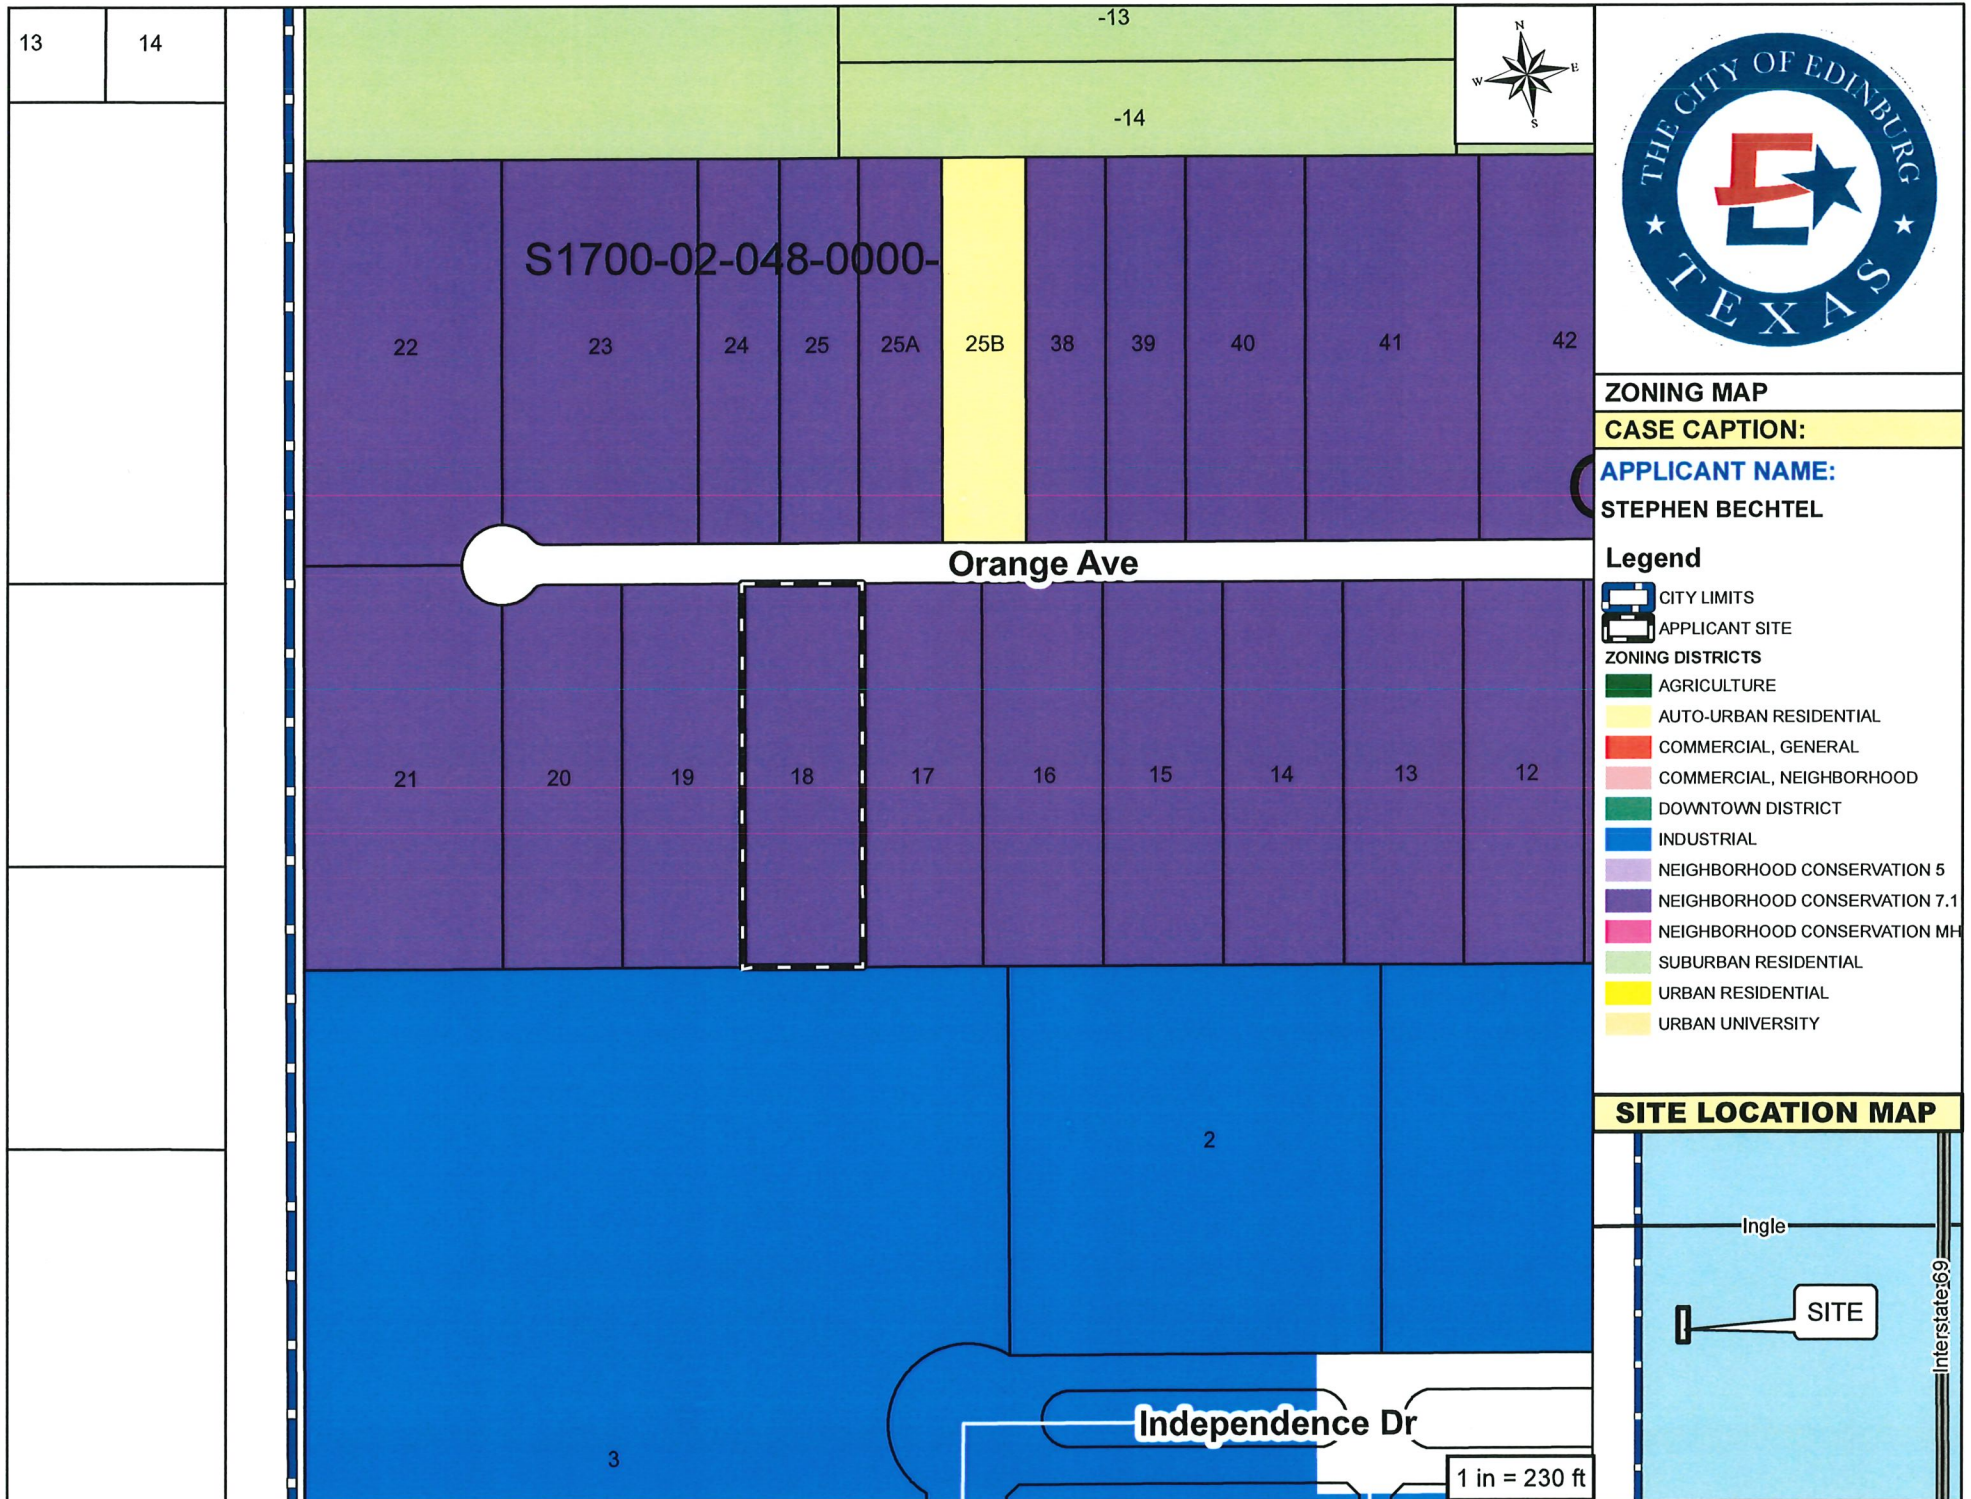 13
14
-13
-14
N
W
E
S
S1700-02-048-0000-
22
23
24
25
25A
25B
38
39
40
41
42
Orange Ave
21
20
19
18
17
16
15
14
13
12
2
3
Independence Dr
1 in = 230 ft
THE CITY OF EDINBURG
TEXAS
ZONING MAP
CASE CAPTION:
APPLICANT NAME:
STEPHEN BECHTEL
Legend
CITY LIMITS
APPLICANT SITE
ZONING DISTRICTS
AGRICULTURE
AUTO-URBAN RESIDENTIAL
COMMERCIAL, GENERAL
COMMERCIAL, NEIGHBORHOOD
DOWNTOWN DISTRICT
INDUSTRIAL
NEIGHBORHOOD CONSERVATION 5
NEIGHBORHOOD CONSERVATION 7.1
NEIGHBORHOOD CONSERVATION MH
SUBURBAN RESIDENTIAL
URBAN RESIDENTIAL
URBAN UNIVERSITY
SITE LOCATION MAP
Ingle
SITE
Interstate 69